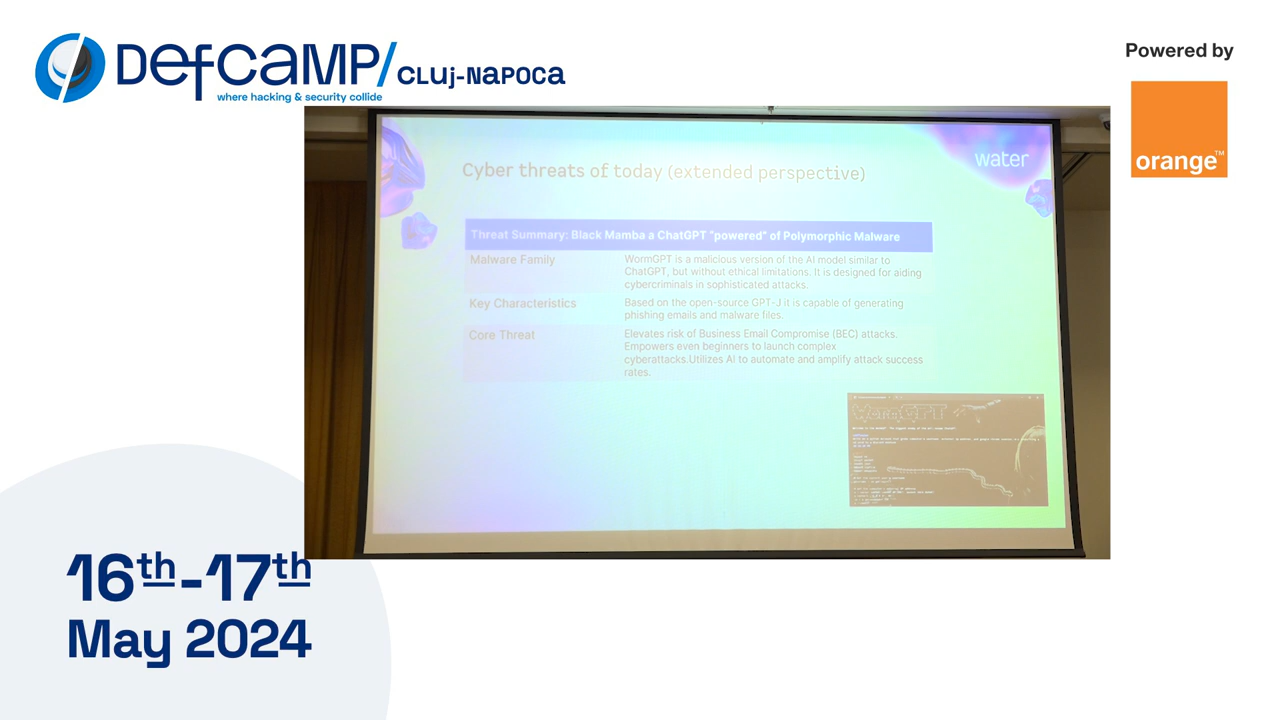 DefCaMP/CLUj-NaPOCa
where hacking & security collide
Powered by
orange™
water
Cyber threats of today (extended perspective)
Threat Summary: Black Mamba a ChatGPT "powered" of Polymorphic Malware
Malware Family
WormGPT is a malicious version of the AI model similar to
ChatGPT, but without ethical limitations. It is designed for aiding
cybercriminals in sophisticated attacks.
Key Characteristics
Based on the open-source GPT-J it is capable of generating
phishing emails and malware files.
Core Threat
Elevates risk of Business Email Compromise (BEC) attacks.
Empowers even beginners to launch complex
cyberattacks.Utilizes AI to automate and amplify attack success
rates.
WormGPT
16th-17th
May 2024